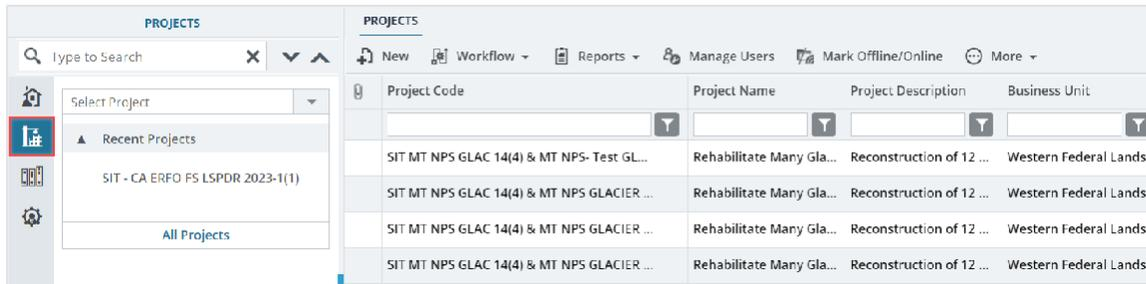 PROJECTS
Type to Search
Select Project
Recent Projects
SIT - CA ERFO FS LSPDR 2023-1(1)
All Projects
PROJECTS
New Workflow Reports Manage Users Mark Offline/Online More
Project Code Project Name Project Description Business Unit
SIT MT NPS GLAC 14(4) & MT NPS- Test GL... Rehabilitate Many Gla... Reconstruction of 12 ... Western Federal Lands
SIT MT NPS GLAC 14(4) & MT NPS GLACIER ... Rehabilitate Many Gla... Reconstruction of 12 ... Western Federal Lands
SIT MT NPS GLAC 14(4) & MT NPS GLACIER ... Rehabilitate Many Gla... Reconstruction of 12 ... Western Federal Lands
SIT MT NPS GLAC 14(4) & MT NPS GLACIER ... Rehabilitate Many Gla... Reconstruction of 12 ... Western Federal Lands